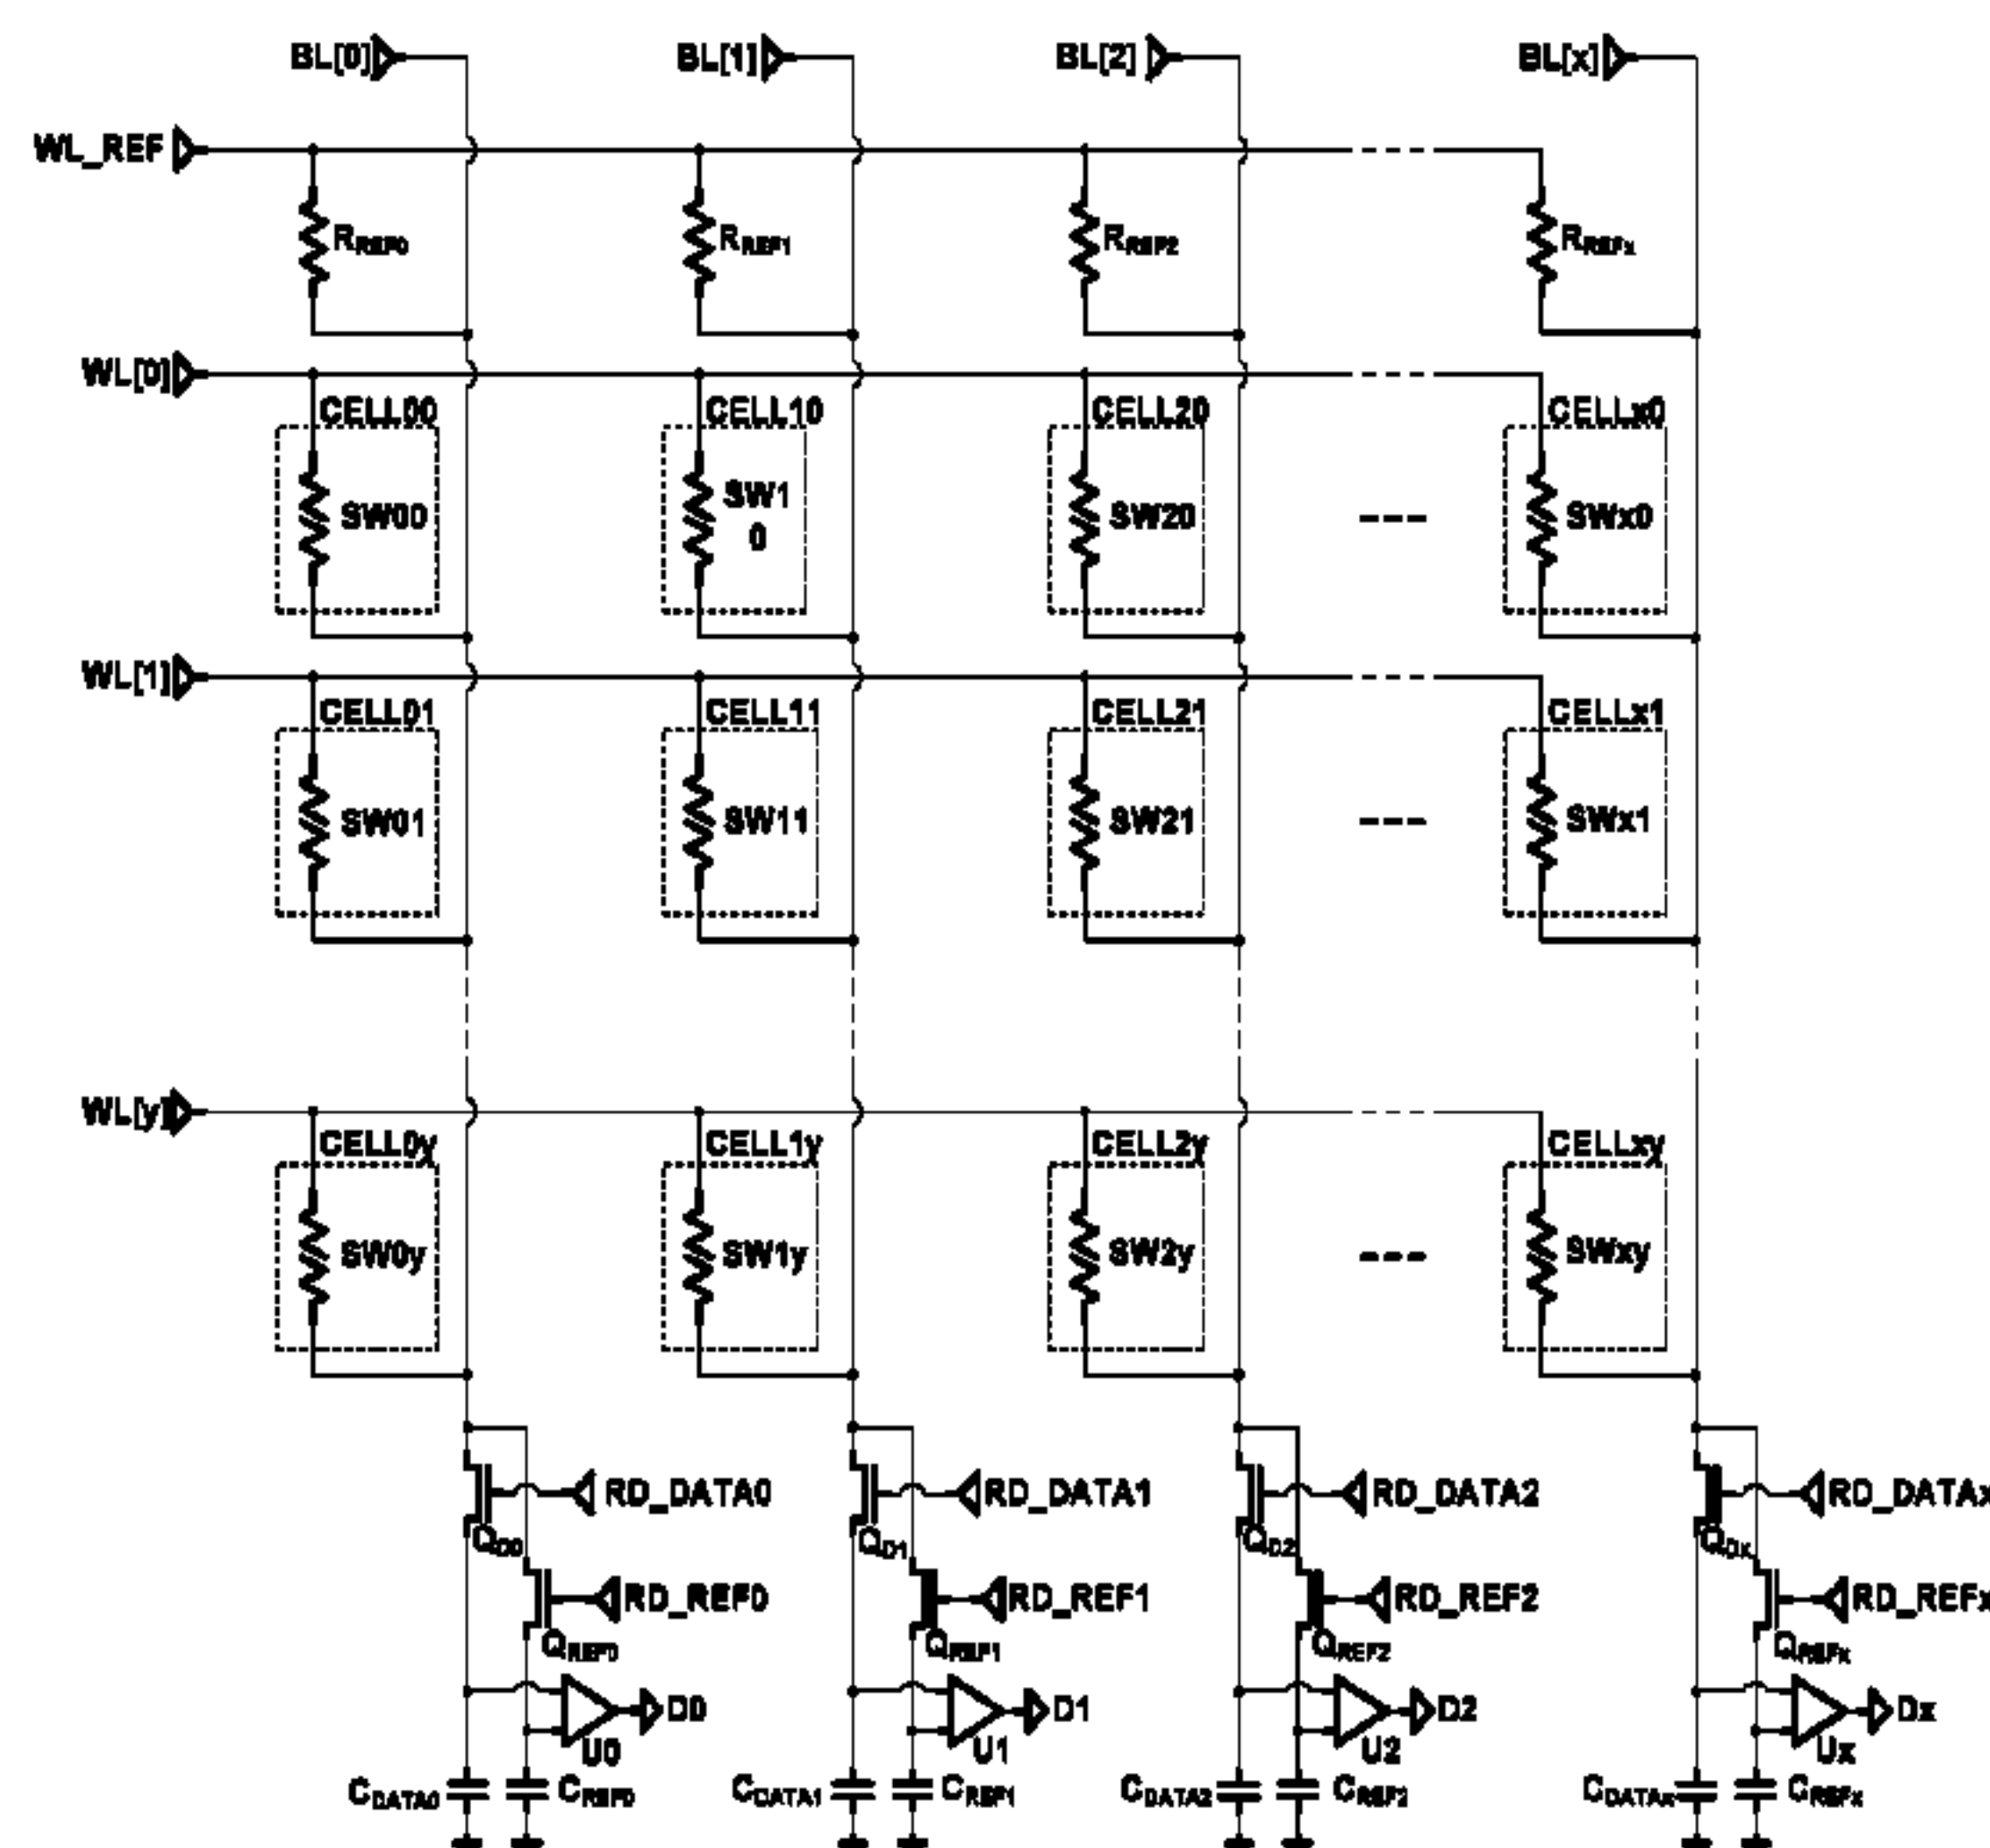 BL[0] BL[1] BL[2] BL[x]
WL_REF
RREF0 RREF1 RREF2 RREFx
WL[0]
CELL00 CELL10 CELL20 CELLx0
SW00 SW1 SW20 SWx0
0
WL[1]
CELL01 CELL11 CELL21 CELLx1
SW01 SW11 SW21 SWx1
WL[y]
CELL0y CELL1y CELL2y CELLxy
SW0y SW1y SW2y SWxy
RD_DATA0 RD_DATA1 RD_DATA2 RD_DATAx
QD0 QD1 QD2 QDx
RD_REF0 RD_REF1 RD_REF2 RD_REFx
QREF0 QREF1 QREF2 QREFx
D0 D1 D2 Dx
U0 U1 U2 Ux
CDATA0 CREF0 CDATA1 CREF1 CDATA2 CREF2 CDATAx CREFx